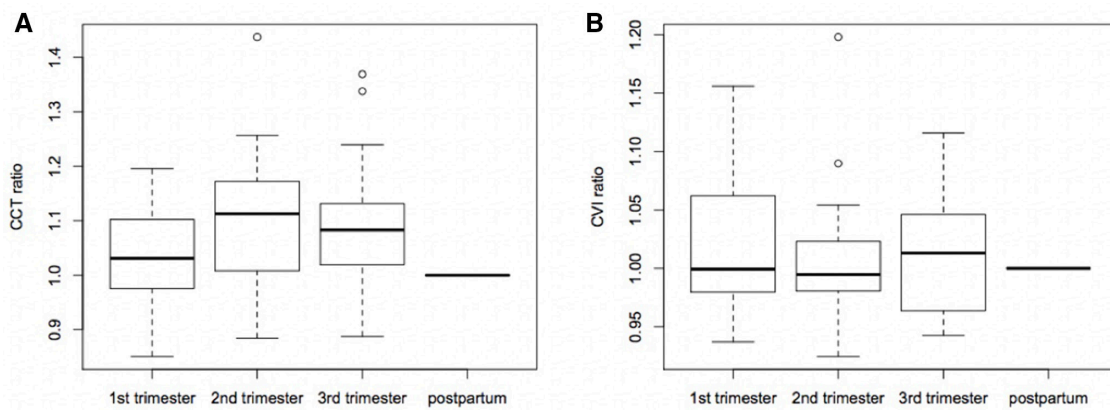 A
CCT ratio
1.4
1.3
1.2
1.1
1.0
0.9
1st trimester 2nd trimester 3rd trimester postpartum
B
CVI ratio
1.20
1.15
1.10
1.05
1.00
0.95
1st trimester 2nd trimester 3rd trimester postpartum